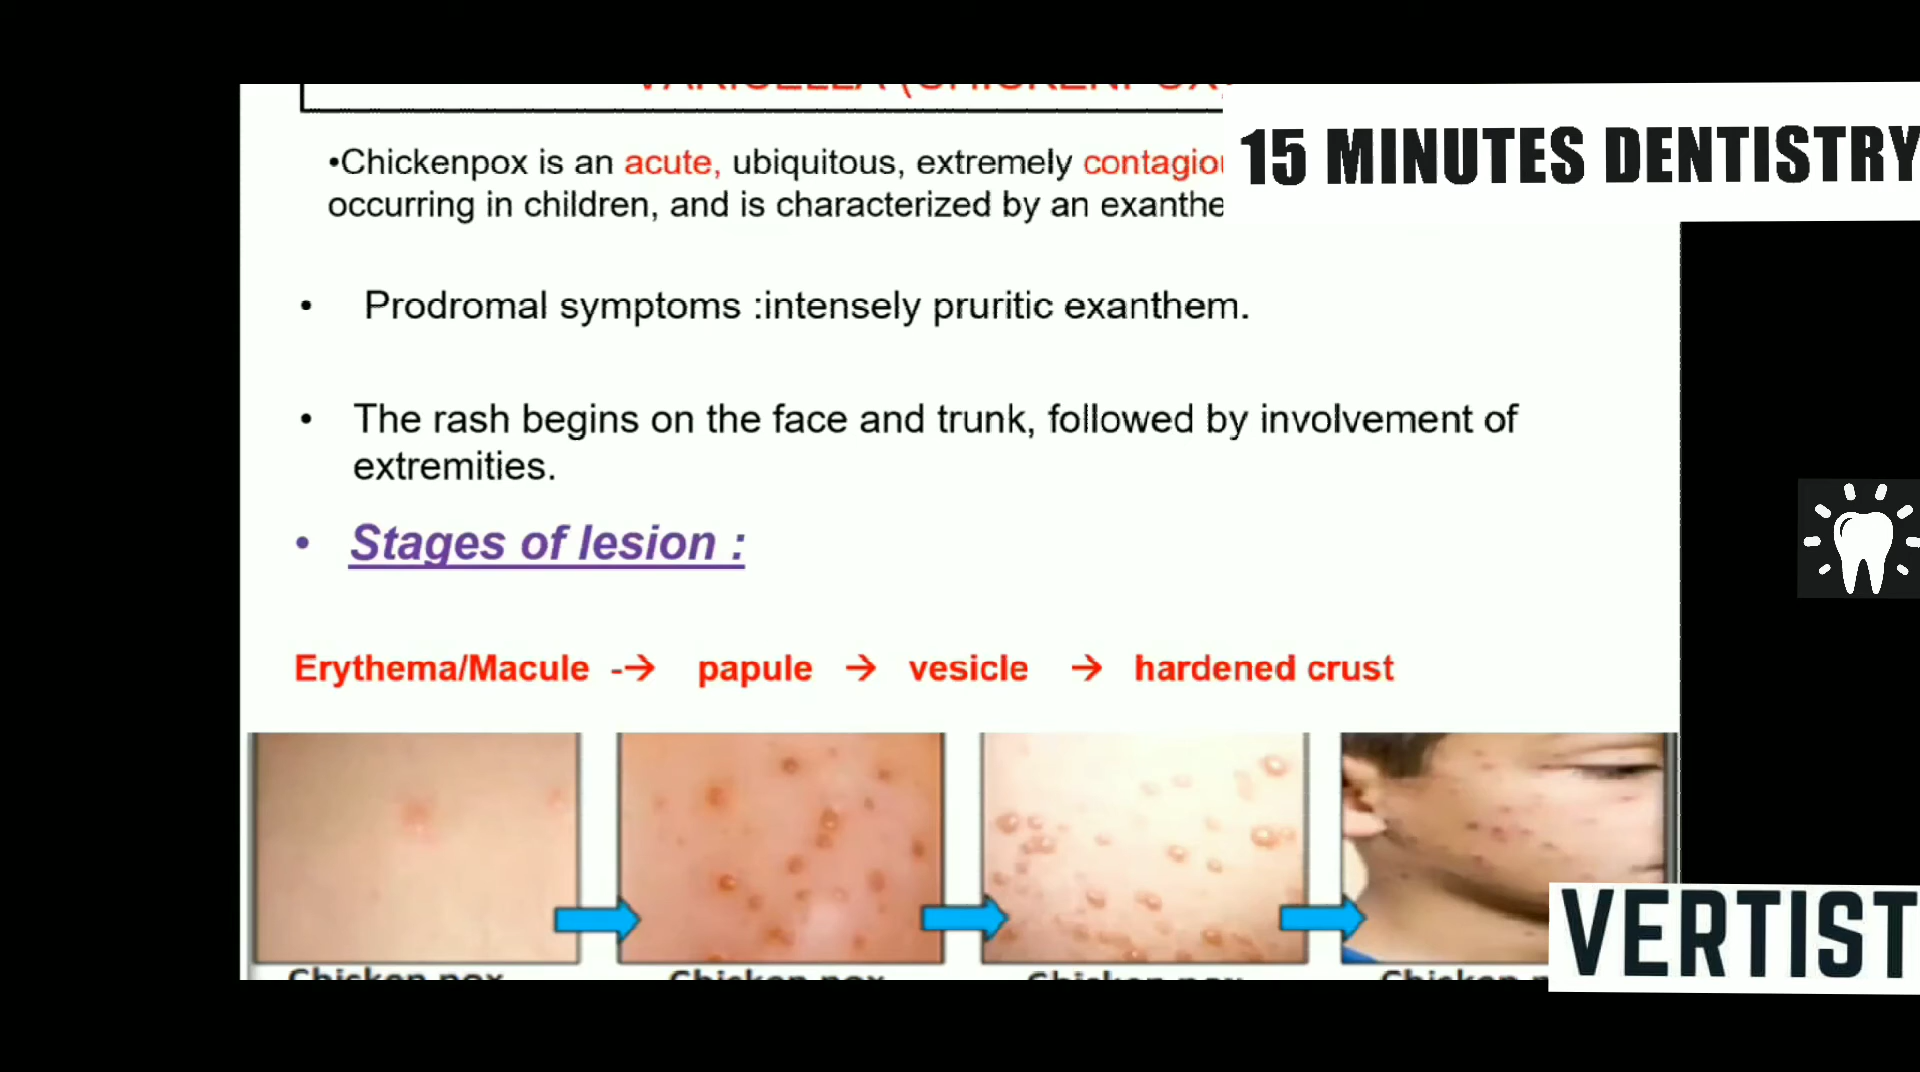 VARICELLA (CHICKENPOX
15 MINUTES DENTISTRY
•Chickenpox is an acute, ubiquitous, extremely
occurring in children, and is characterized by an
• Prodromal symptoms :intensely pruritic exanthem.
• The rash begins on the face and trunk, followed by involvement of
extremities.
• Stages of lesion :
Erythema/Macule -→ papule → vesicle → hardened crust
Chicken pox Chicken pox Chicken pox Chicken
VERTIST